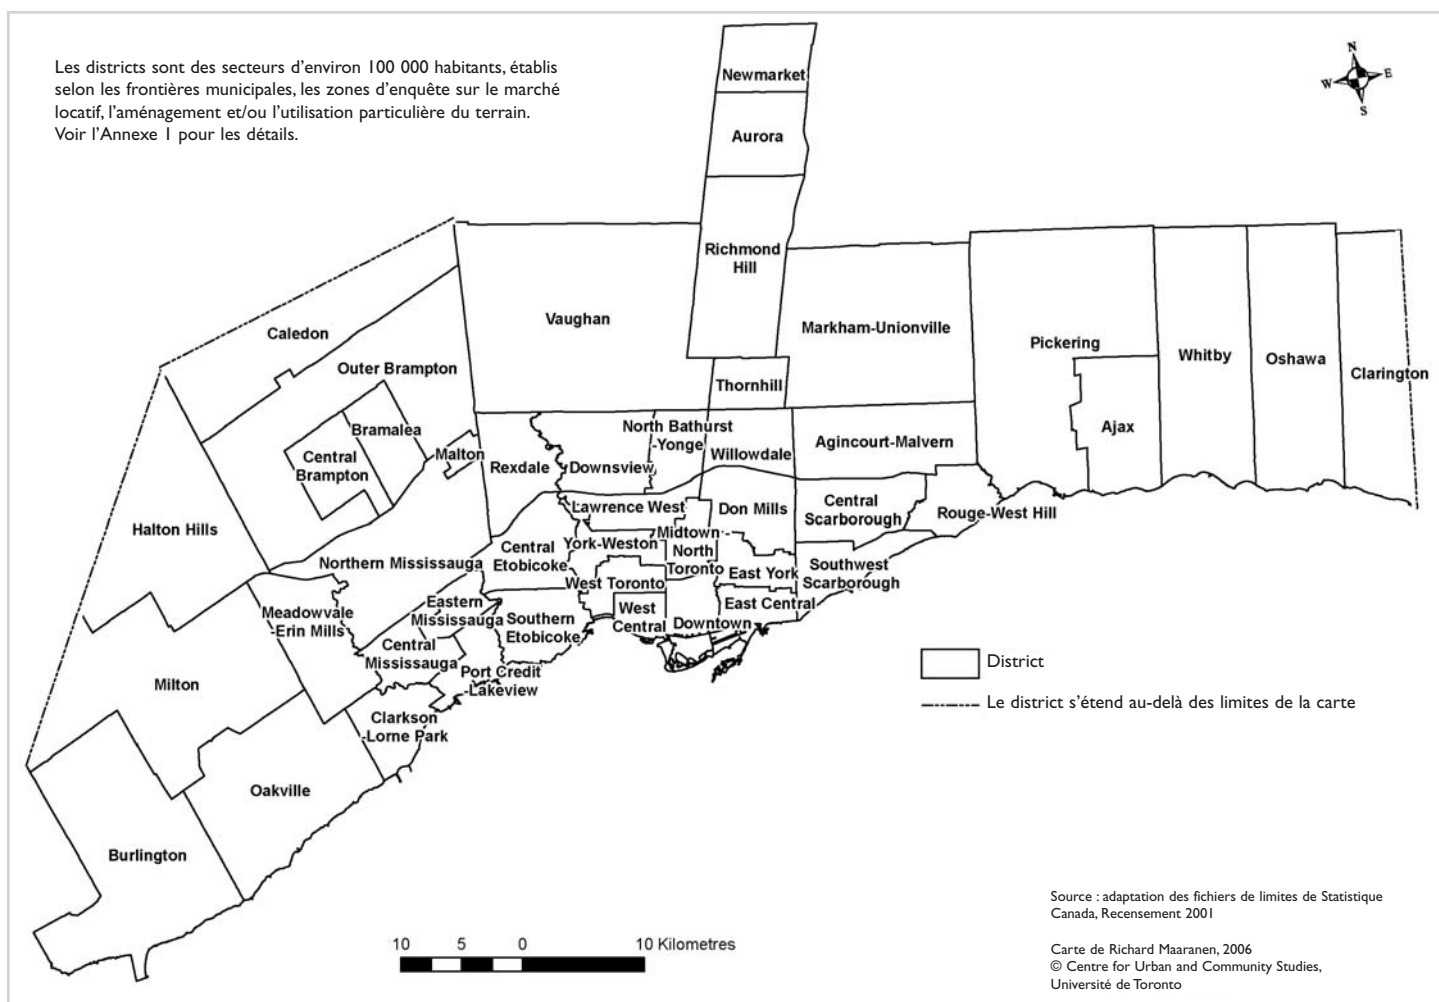 Les districts sont des secteurs d'environ 100 000 habitants, établis
selon les frontières municipales, les zones d'enquête sur le marché
locatif, l'aménagement et/ou l'utilisation particulière du terrain.
Voir l'Annexe 1 pour les détails.
N
W
E
S
Newmarket
Aurora
Richmond
Hill
Vaughan
Markham-Unionville
Caledon
Pickering
Whitby
Oshawa
Clarington
Outer Brampton
Thornhill
Ajax
Bramalea
North Bathurst
-Yonge
Agincourt-Malvern
Central
Brampton
Malton
Rexdale
Downsview
Willowdale
Halton Hills
Lawrence West
Don Mills
Central
Scarborough
Rouge-West Hill
Northern Mississauga
Central
Etobicoke
York-Weston
Midtown-
North
Toronto
East York
Southwest
Scarborough
West Toronto
Meadowvale
-Erin Mills
Eastern
Mississauga
Southern
Etobicoke
West
Central
Downtown
East Central
Central
Mississauga
Port Credit
-Lakeview
Milton
Clarkson
-Lorne Park
Oakville
Burlington
District
Le district s'étend au-delà des limites de la carte
10 5 0 10 Kilometres
Source : adaptation des fichiers de limites de Statistique
Canada, Recensement 2001
Carte de Richard Maaranen, 2006
© Centre for Urban and Community Studies,
Université de Toronto